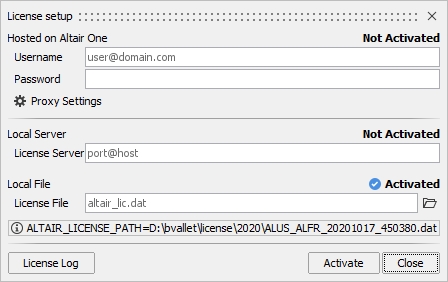 License setup
Hosted on Altair One Not Activated
Username user@domain.com
Password
Proxy Settings
Local Server Not Activated
License Server port@host
Local File Activated
License File altair_lic.dat
ALTAIR_LICENSE_PATH=D:\bvallet\license\2020\ALUS_ALFR_20201017_450380.dat
License Log Activate Close